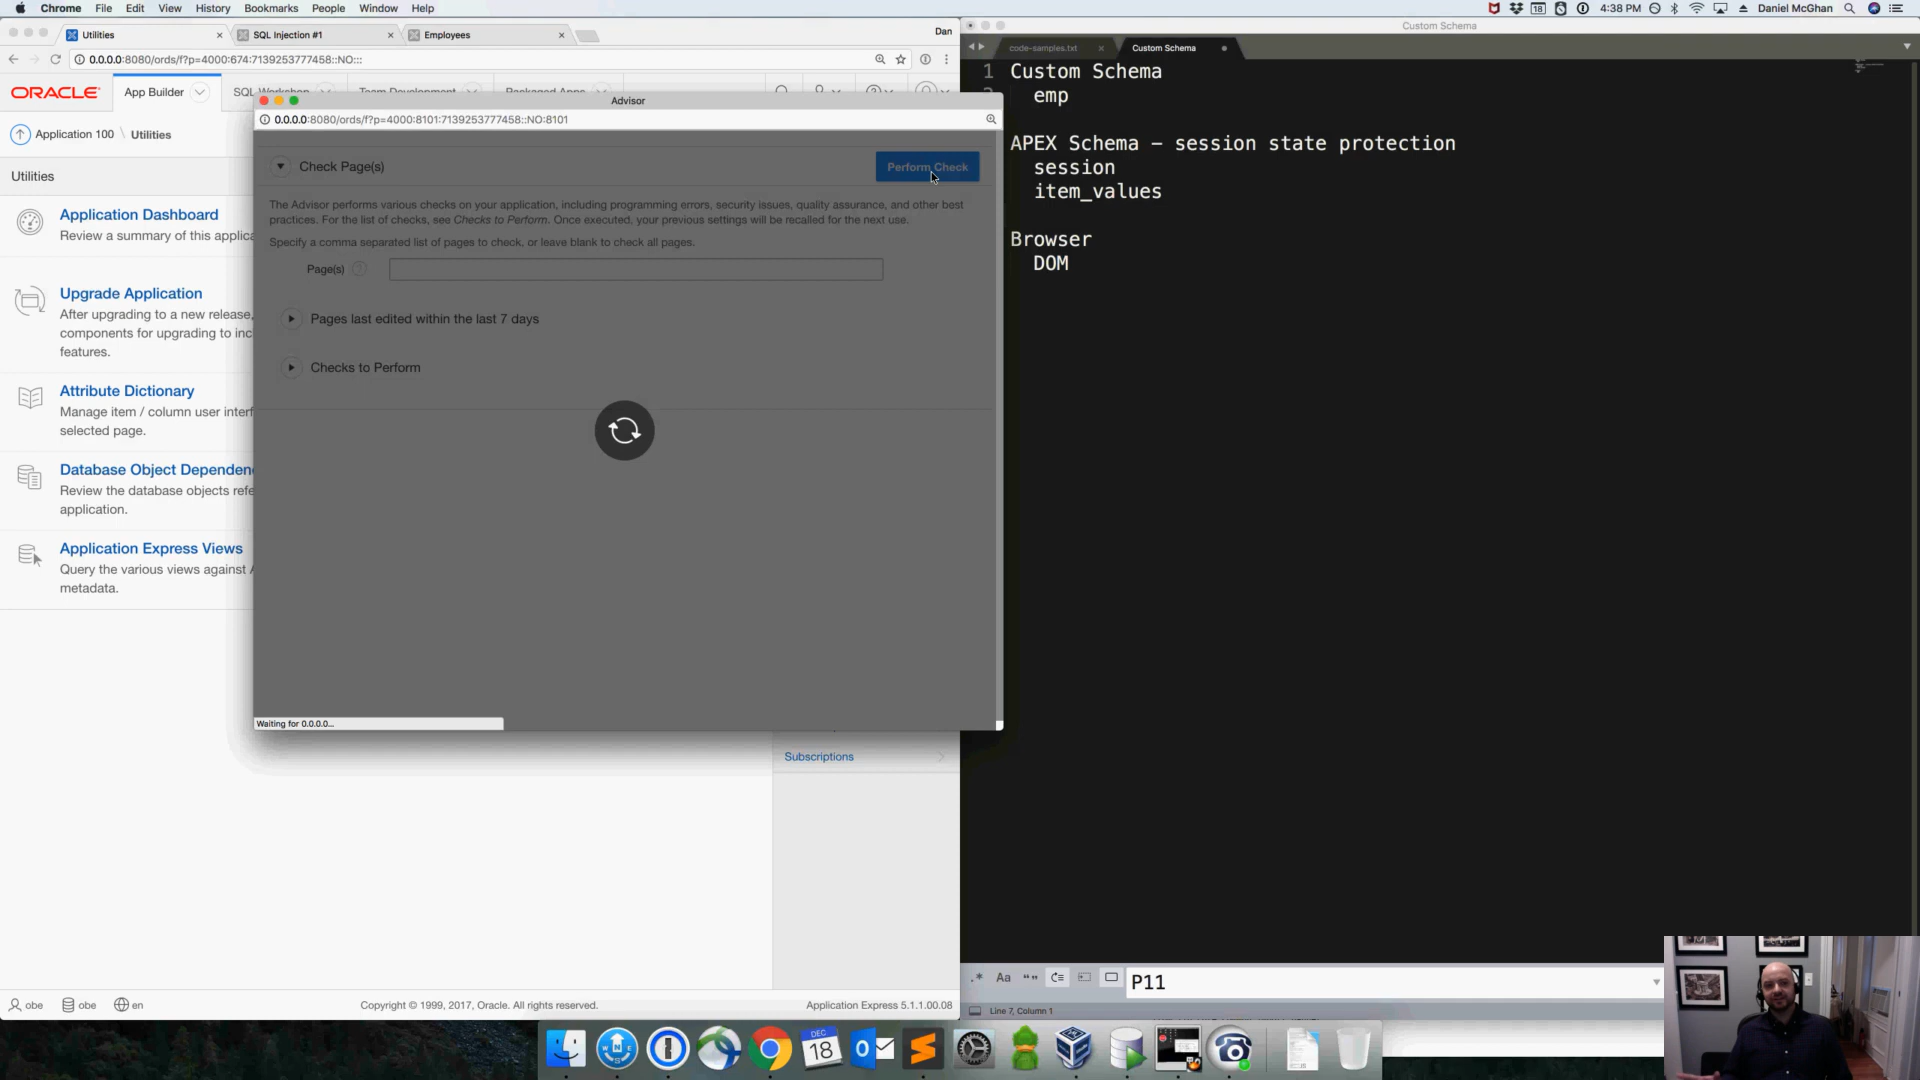 Chrome File Edit View History Bookmarks People Window Help
18 4:38 PM Daniel McGhan
Utilities
SQL Injection #1
Employees
Dan
0.0.0.0:8080/ords/f?p=4000:674:7139253777458::NO:::
ORACLE
App Builder
SQL Workshop
Team Development
Packaged Apps
Application 100 \ Utilities
Utilities
Application Dashboard
Review a summary of this applica
Upgrade Application
After upgrading to a new release,
components for upgrading to inc
features.
Attribute Dictionary
Manage item / column user interf
selected page.
Database Object Dependen
Review the database objects refe
application.
Application Express Views
Query the various views against A
metadata.
Advisor
0.0.0.0:8080/ords/f?p=4000:8101:7139253777458::NO:8101
Check Page(s)
Perform Check
The Advisor performs various checks on your application, including programming errors, security issues, quality assurance, and other best
practices. For the list of checks, see Checks to Perform. Once executed, your previous settings will be recalled for the next use.
Specify a comma separated list of pages to check, or leave blank to check all pages.
Page(s)
Pages last edited within the last 7 days
Checks to Perform
Waiting for 0.0.0.0...
Subscriptions
obe obe en
Copyright © 1999, 2017, Oracle. All rights reserved.
Application Express 5.1.1.00.08
Custom Schema
code-samples.txt
Custom Schema
1 Custom Schema
emp
APEX Schema – session state protection
session
item_values
Browser
DOM
.* Aa “”
P11
Line 7, Column 1
DEC
18